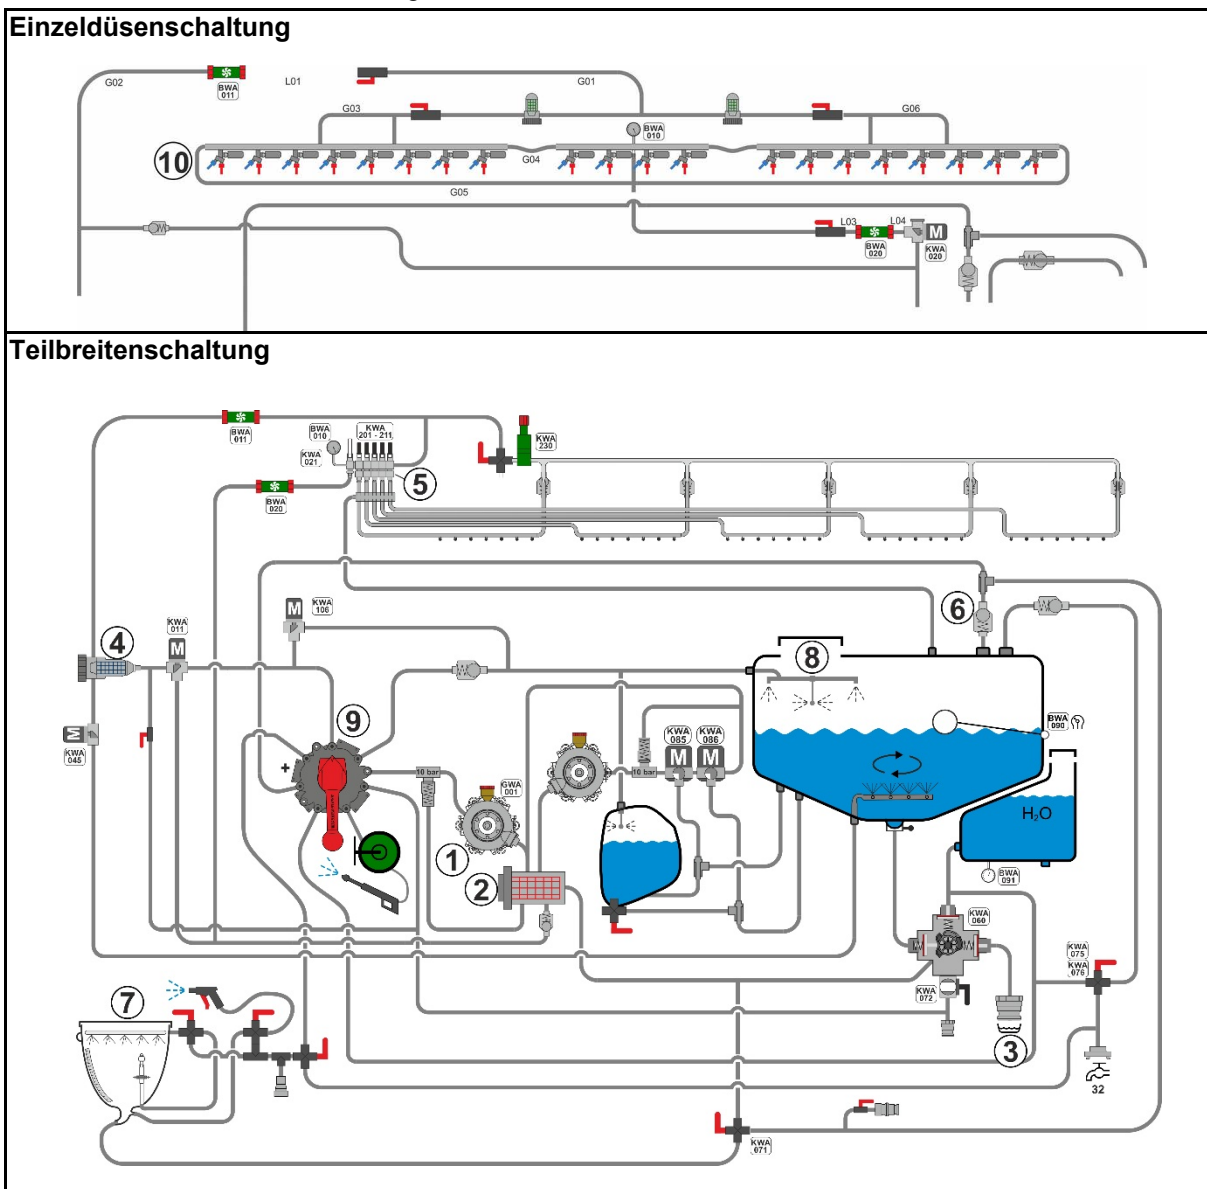 Einzeldüsenschaltung
G02
BWA
011
L01
G01
G03
G06
BWA
010
10
G04
G05
L03
L04
BWA
020
M
KWA
020
Teilbreitenschaltung
BWA
011
BWA
010
KWA
201 - 211
KWA
021
KWA
230
5
BWA
020
KWA
011
M
M
KWA
106
6
4
8
9
M
KWA
045
+
10 bar
GWA
001
10 bar
KWA
085
KWA
086
M
M
BWA
090
H₂O
1
2
BWA
091
KWA
060
KWA
072
KWA
075
KWA
076
7
3
32
KWA
071